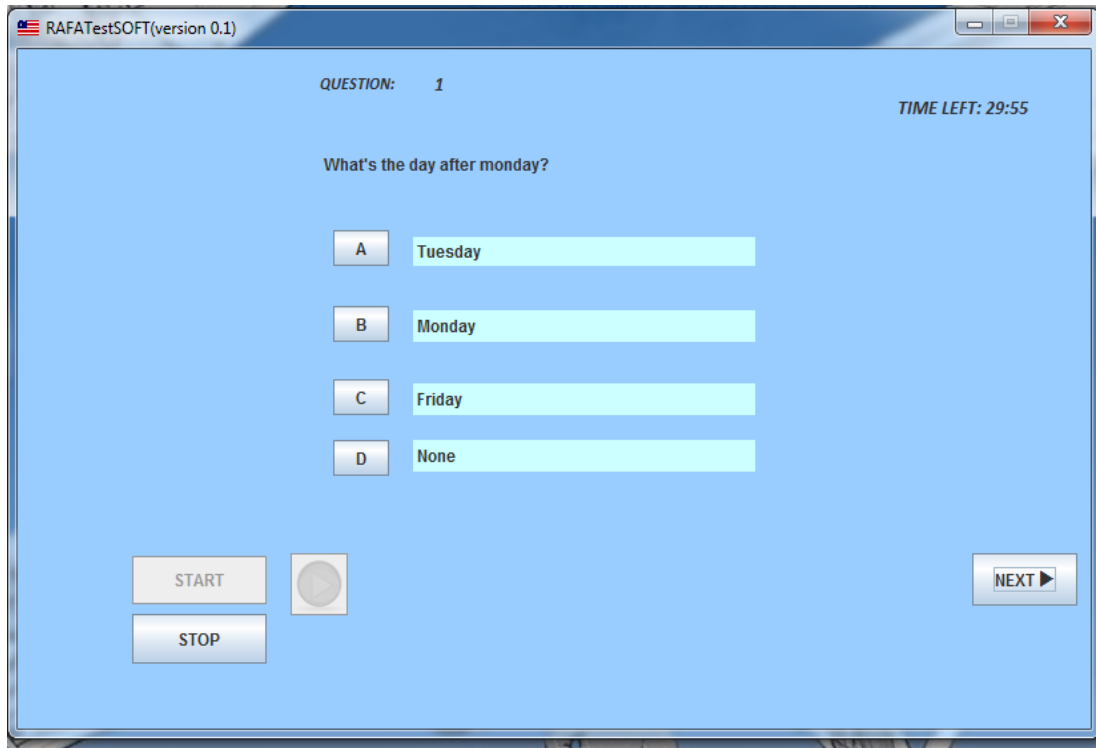 RAFATestSOFT(version 0.1)
QUESTION: 1
TIME LEFT: 29:55
What's the day after monday?
A Tuesday
B Monday
C Friday
D None
START
NEXT
STOP